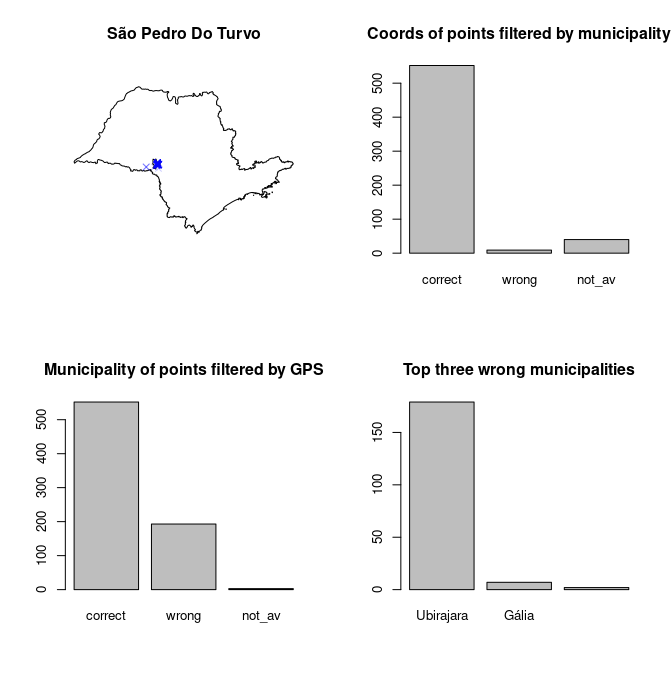 São Pedro Do Turvo
Coords of points filtered by municipality
500
400
300
200
100
0
correct wrong not_av
Municipality of points filtered by GPS
500
400
300
200
100
0
correct wrong not_av
Top three wrong municipalities
150
100
50
0
Ubirajara Gália